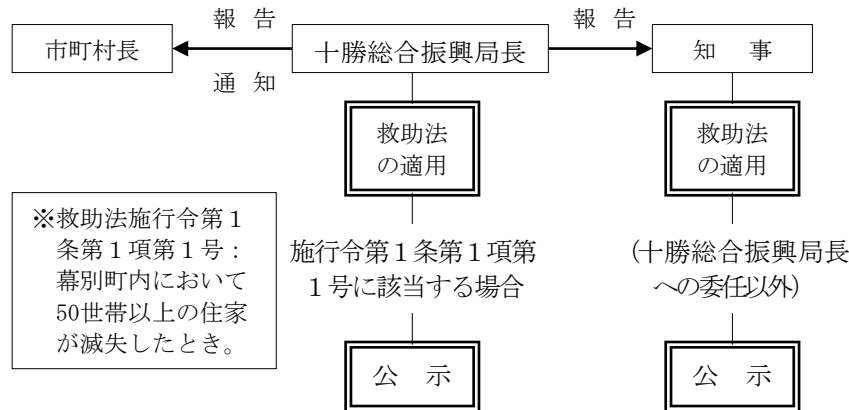 報 告
報 告
市町村長
十勝総合振興局長
知 事
通 知
救助法
の適用
救助法
の適用
※救助法施行令第１
条第１項第１号：
幕別町内において
50世帯以上の住家
が滅失したとき。
施行令第１条第１項第
１号に該当する場合
(十勝総合振興局長
への委任以外)
公 示
公 示